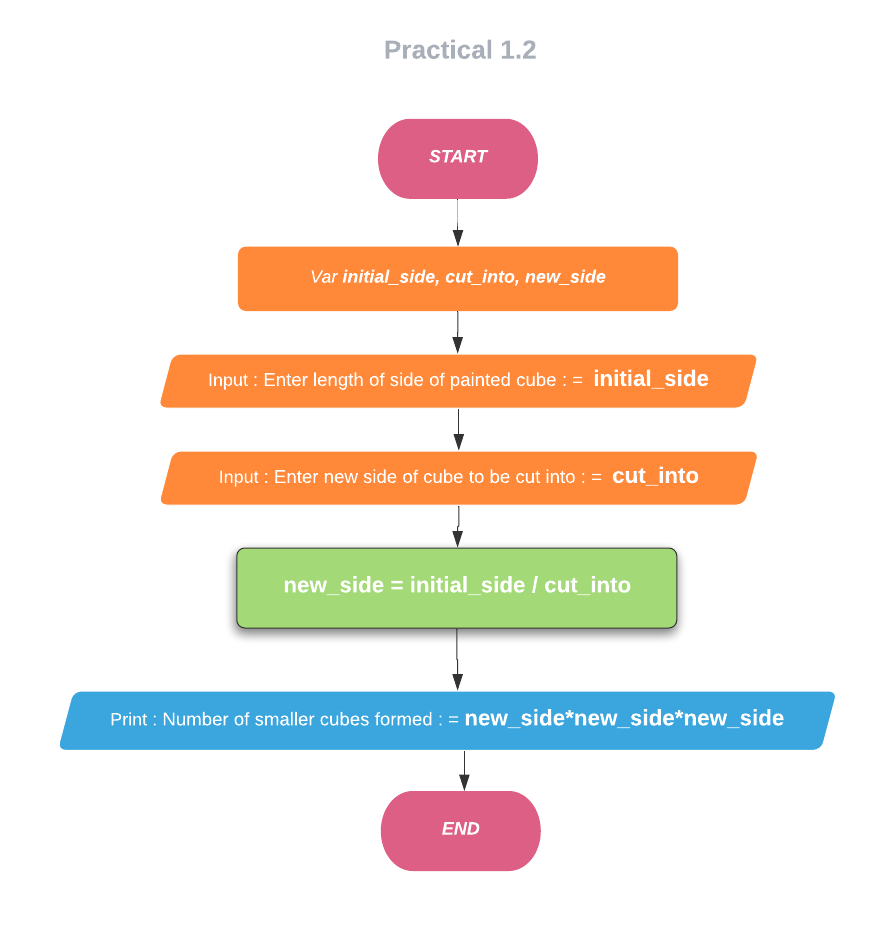 Practical 1.2
START
Var initial_side, cut_into, new_side
Input : Enter length of side of painted cube : = initial_side
Input : Enter new side of cube to be cut into : = cut_into
new_side = initial_side / cut_into
Print : Number of smaller cubes formed : = new_side*new_side*new_side
END